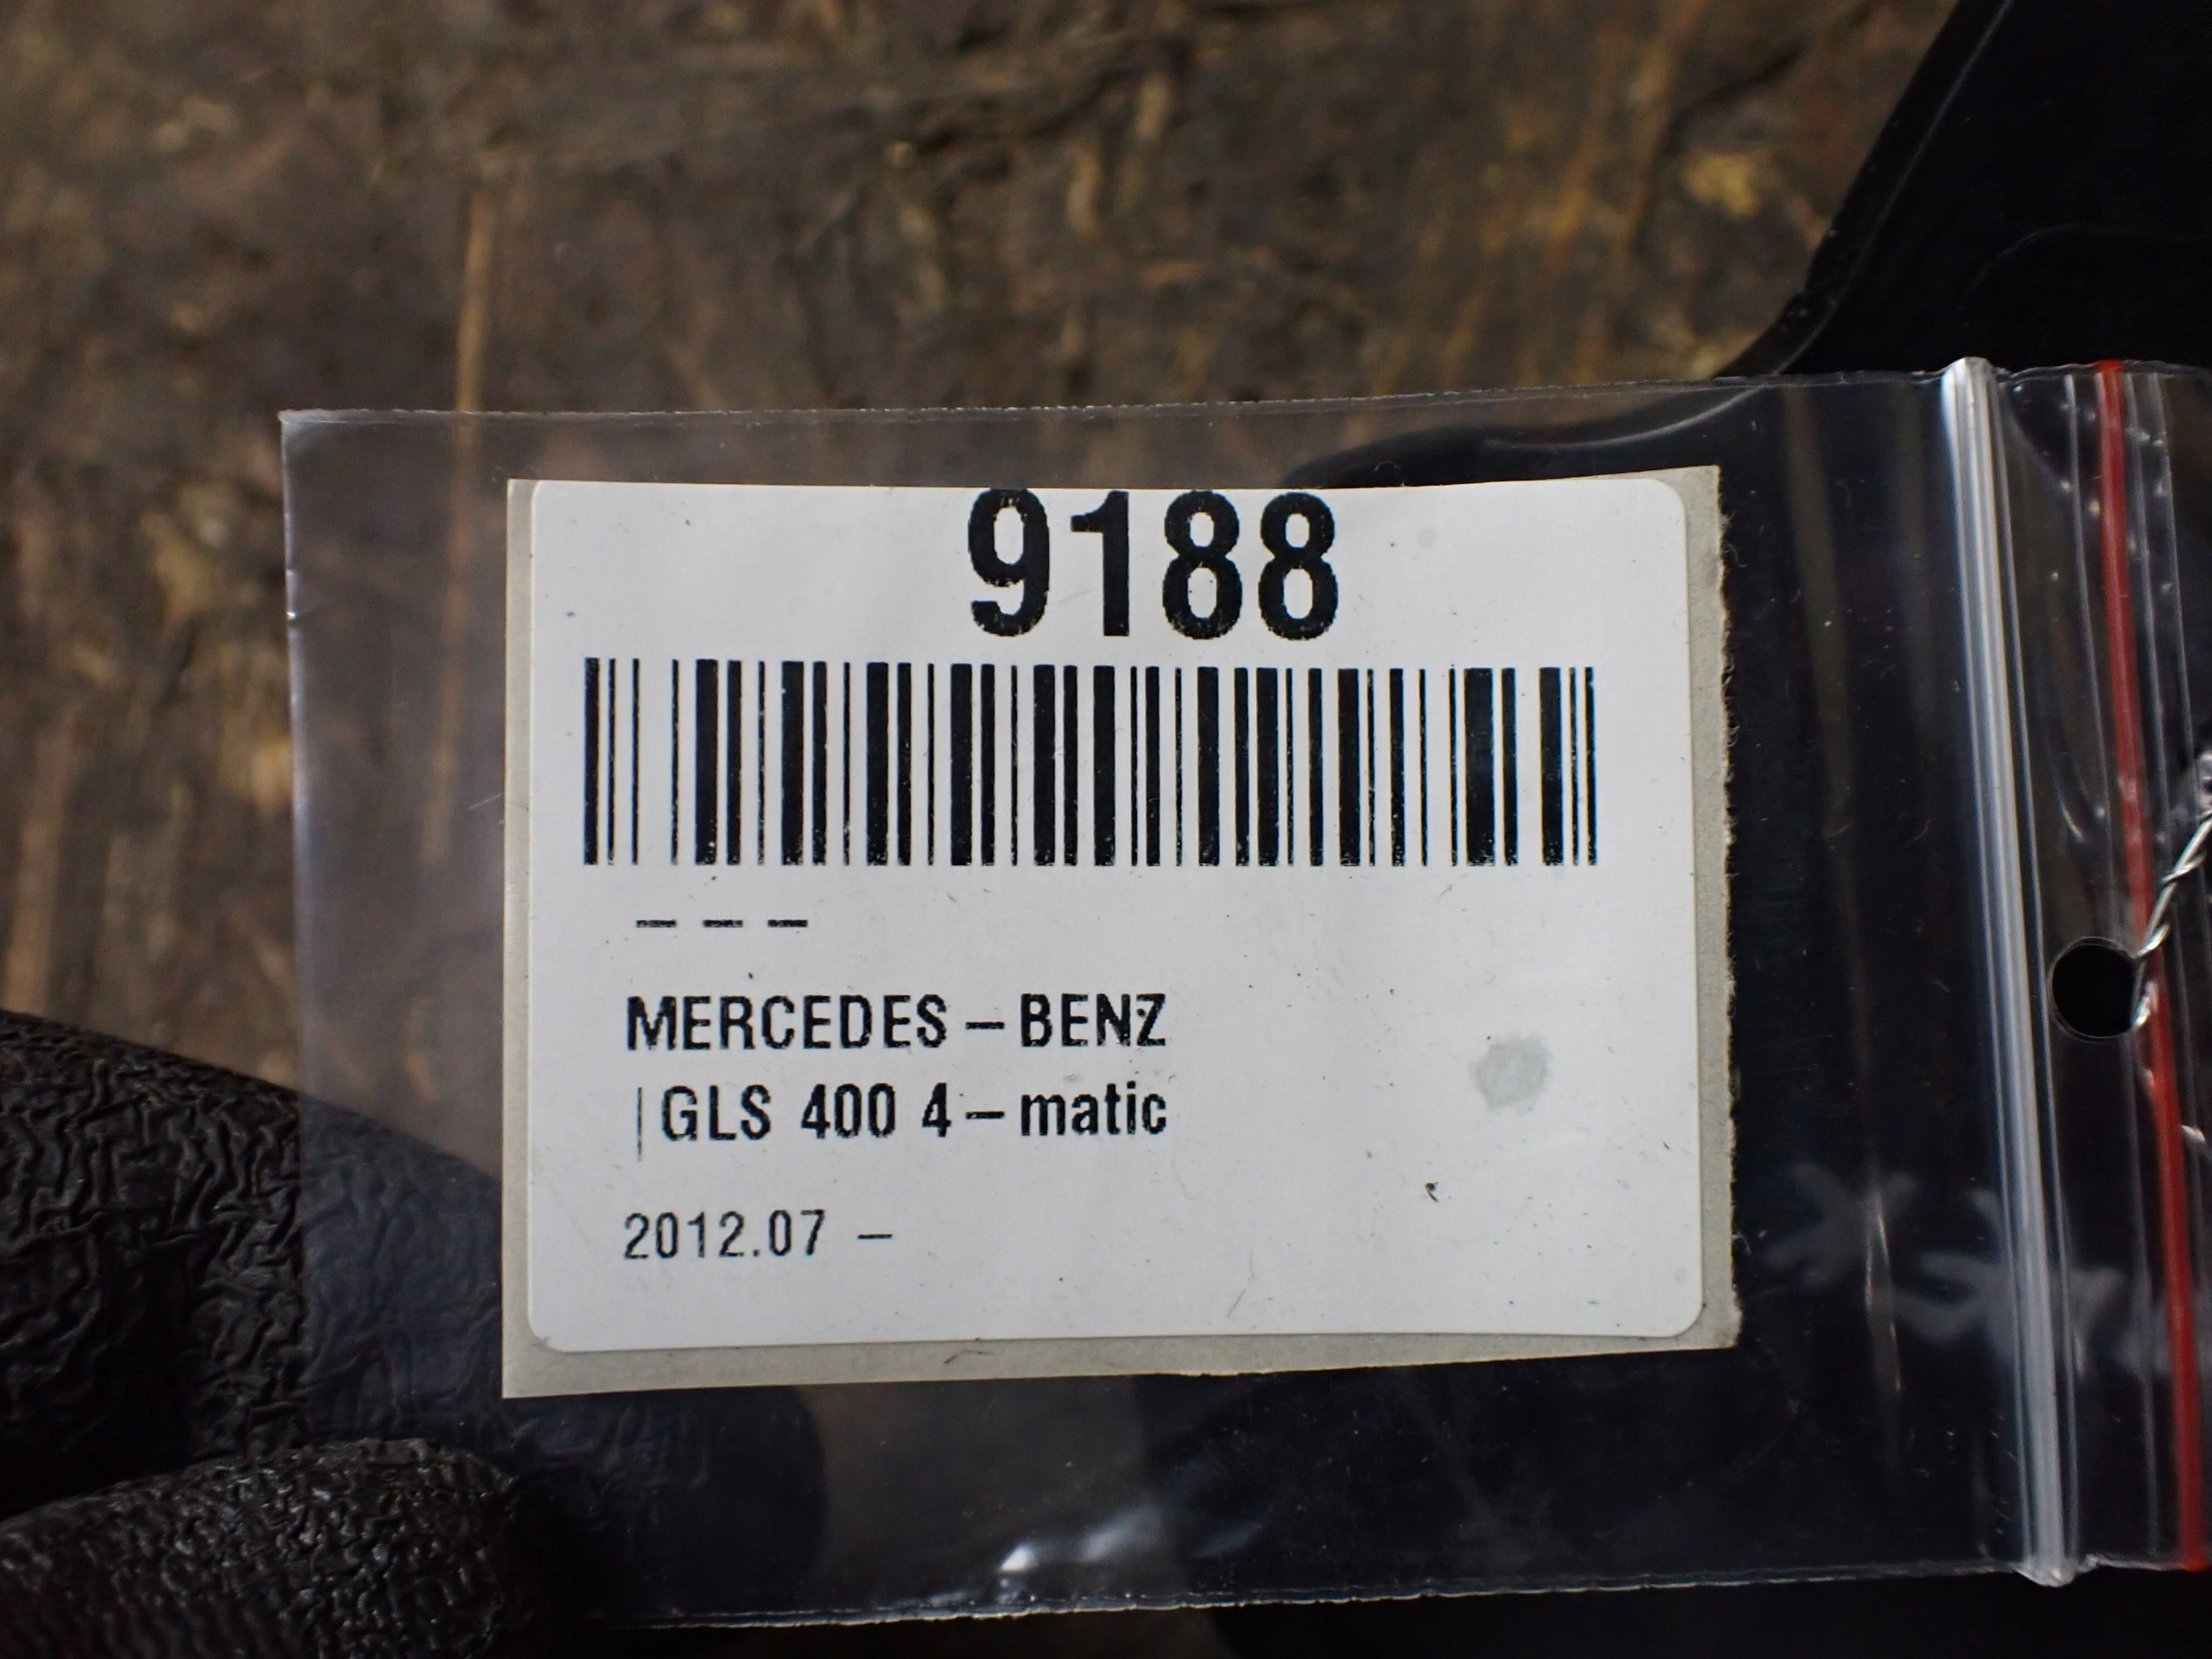 9188
– – –
MERCEDES – BENZ
| GLS 400 4 – matic
2012.07 –